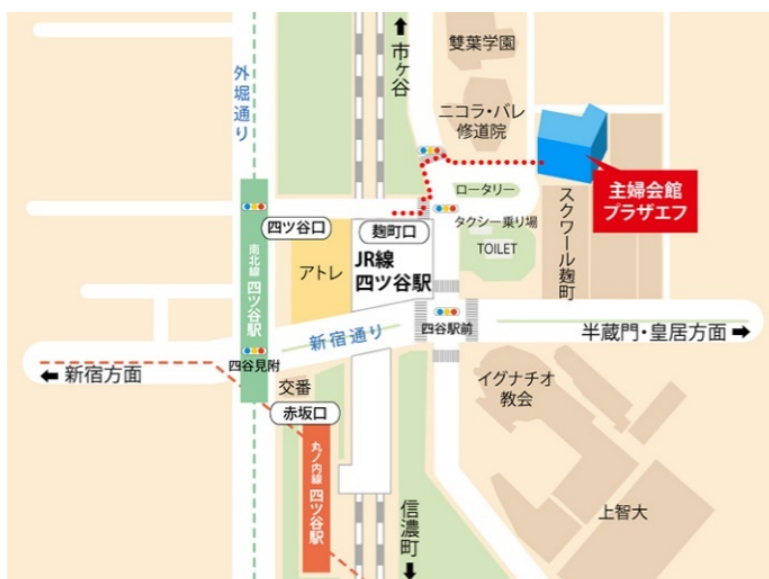 雙葉学園
市ヶ谷
外堀通り
ニコラ・バレ
修道院
主婦会館
プラザエフ
ロータリー
スクワール麹町
タクシー乗り場
TOILET
四ツ谷口
麹町口
南北線 四ツ谷駅
アトレ
JR線
四ツ谷駅
新宿通り
四谷駅前
半蔵門・皇居方面
四谷見附
新宿方面
交番
赤坂口
イグナチオ
教会
丸ノ内線 四ツ谷駅
信濃町
上智大